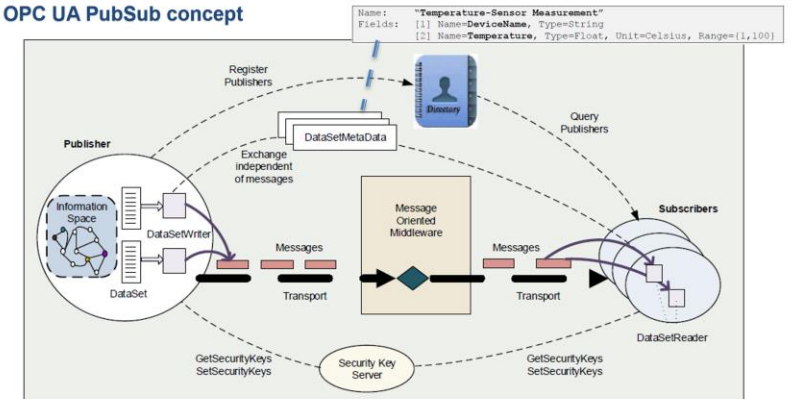 OPC UA PubSub concept
Name: "Temperature-Sensor Measurement"
Fields: [1] Name=DeviceName, Type=String
[2] Name=Temperature, Type=Float, Unit=Celsius, Range={1,100}
Register
Publishers
Directory
Query
Publishers
DataSetMetaData
Publisher
Exchange
independent
of messages
Information
Space
DataSetWriter
DataSet
Messages
Transport
Message
Oriented
Middleware
Messages
Transport
Subscribers
DataSetReader
GetSecurityKeys
SetSecurityKeys
Security Key
Server
GetSecurityKeys
SetSecurityKeys